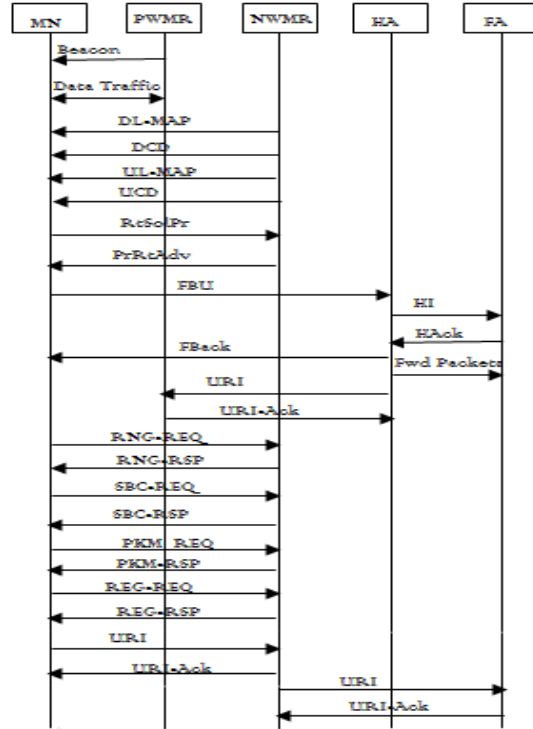 MN PWMR NWMR HA FA
Beacon
Data Traffic
DL-MAP
DCD
UL-MAP
UCD
RtSolPr
PrRtAdv
FBU
HI
HAck
FBack
Fwd Packets
URI
URI-Ack
RNG-REQ
RNG-RSP
SBC-REQ
SBC-RSP
PKM REQ
PKM-RSP
REG-REQ
REG-RSP
URI
URI-Ack
URI
URI-Ack